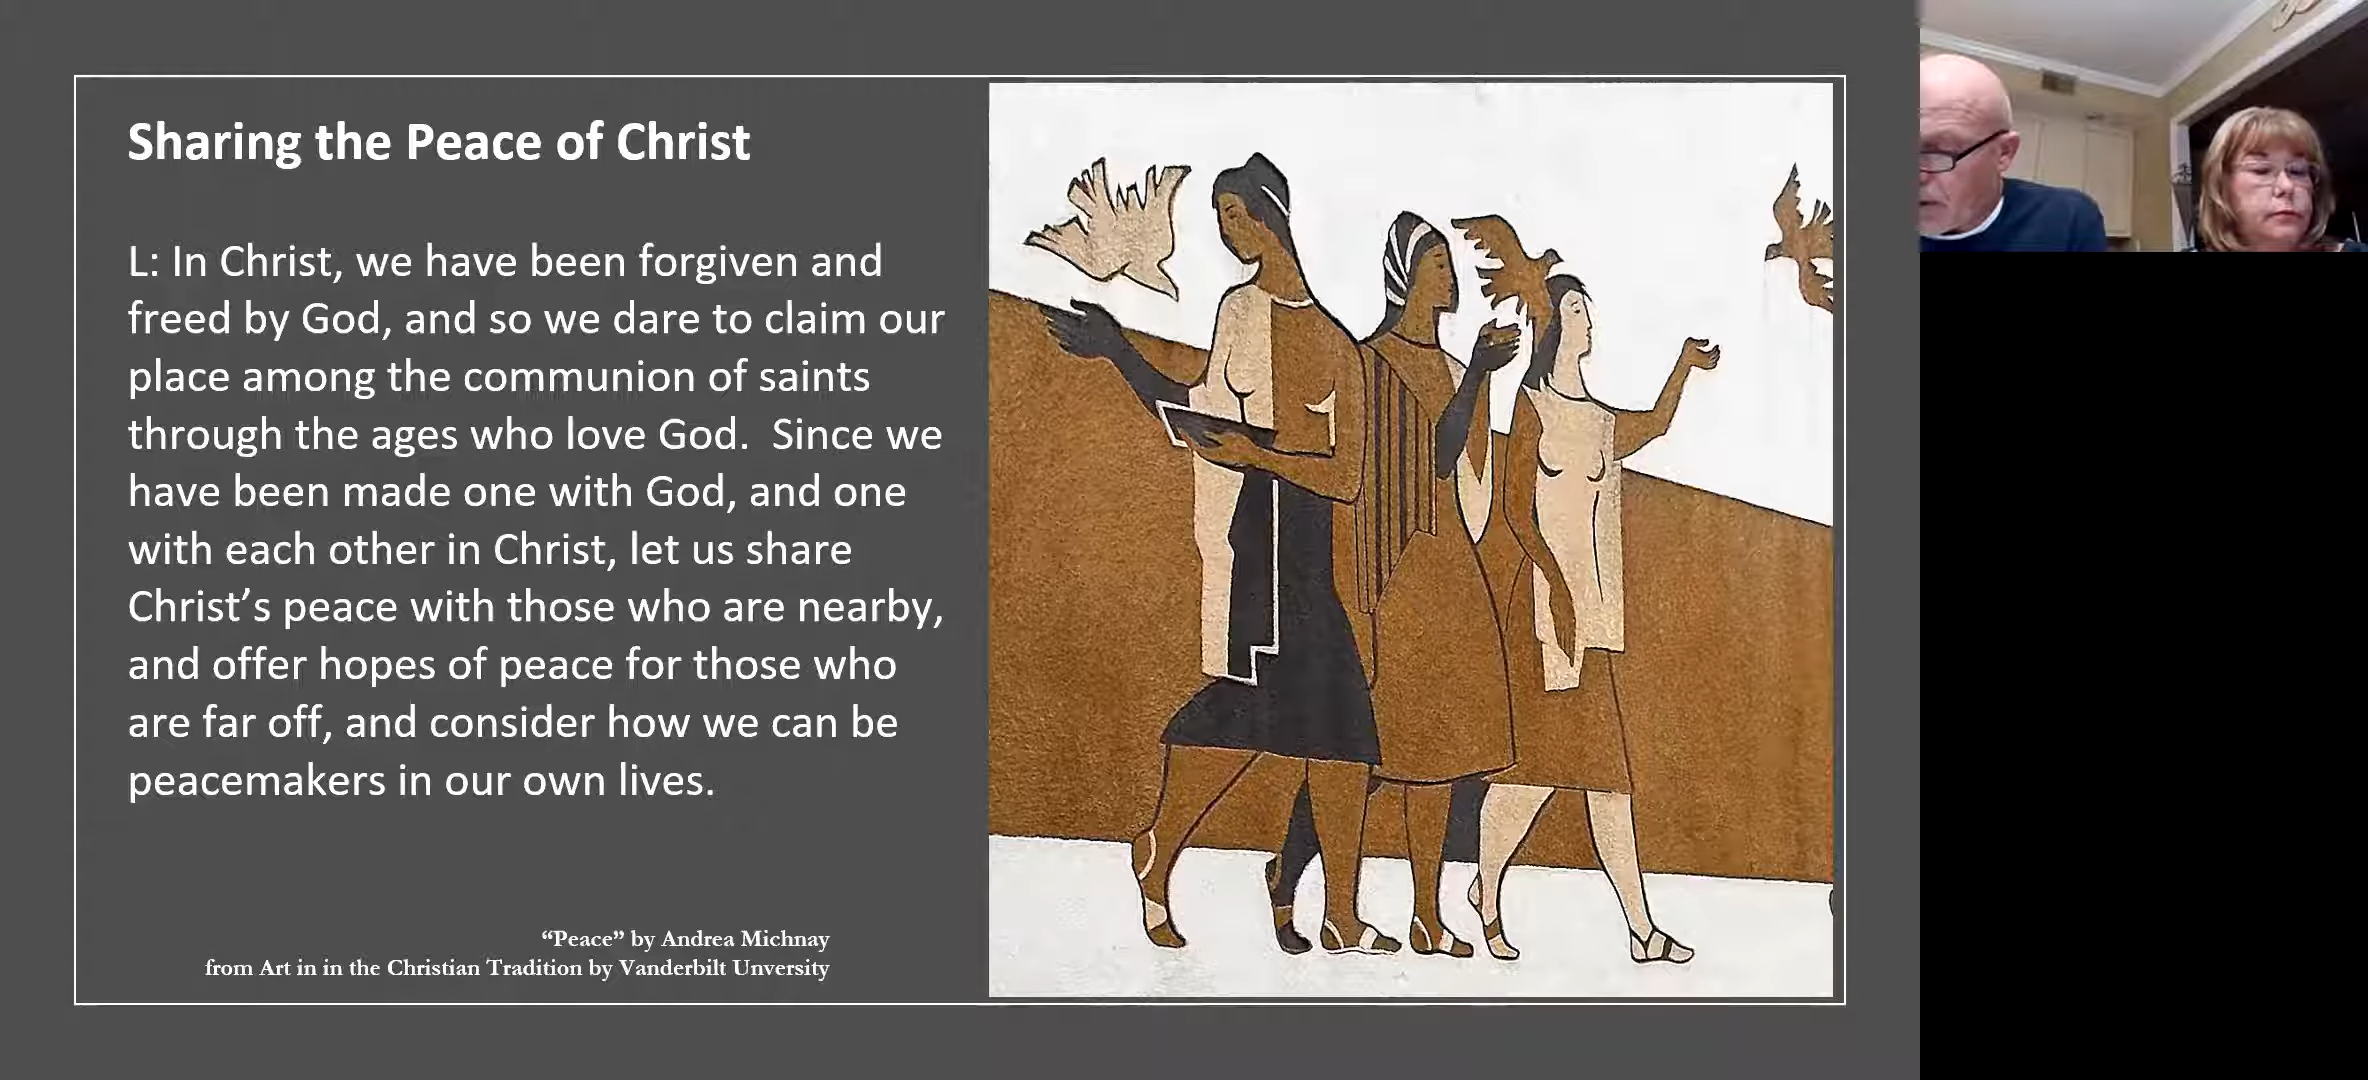 Sharing the Peace of Christ
L: In Christ, we have been forgiven and
freed by God, and so we dare to claim our
place among the communion of saints
through the ages who love God.  Since we
have been made one with God, and one
with each other in Christ, let us share
Christ’s peace with those who are nearby,
and offer hopes of peace for those who
are far off, and consider how we can be
peacemakers in our own lives.
“Peace” by Andrea Michnay
from Art in in the Christian Tradition by Vanderbilt Unversity